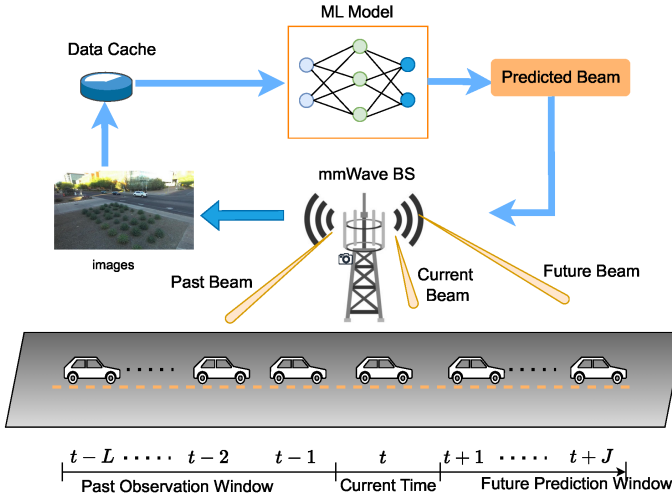 ML Model
Data Cache
Predicted Beam
mmWave BS
images
Past Beam
Current
Beam
Future Beam
t − L ····· t − 2 t − 1 t t + 1 ····· t + J
Past Observation Window Current Time Future Prediction Window